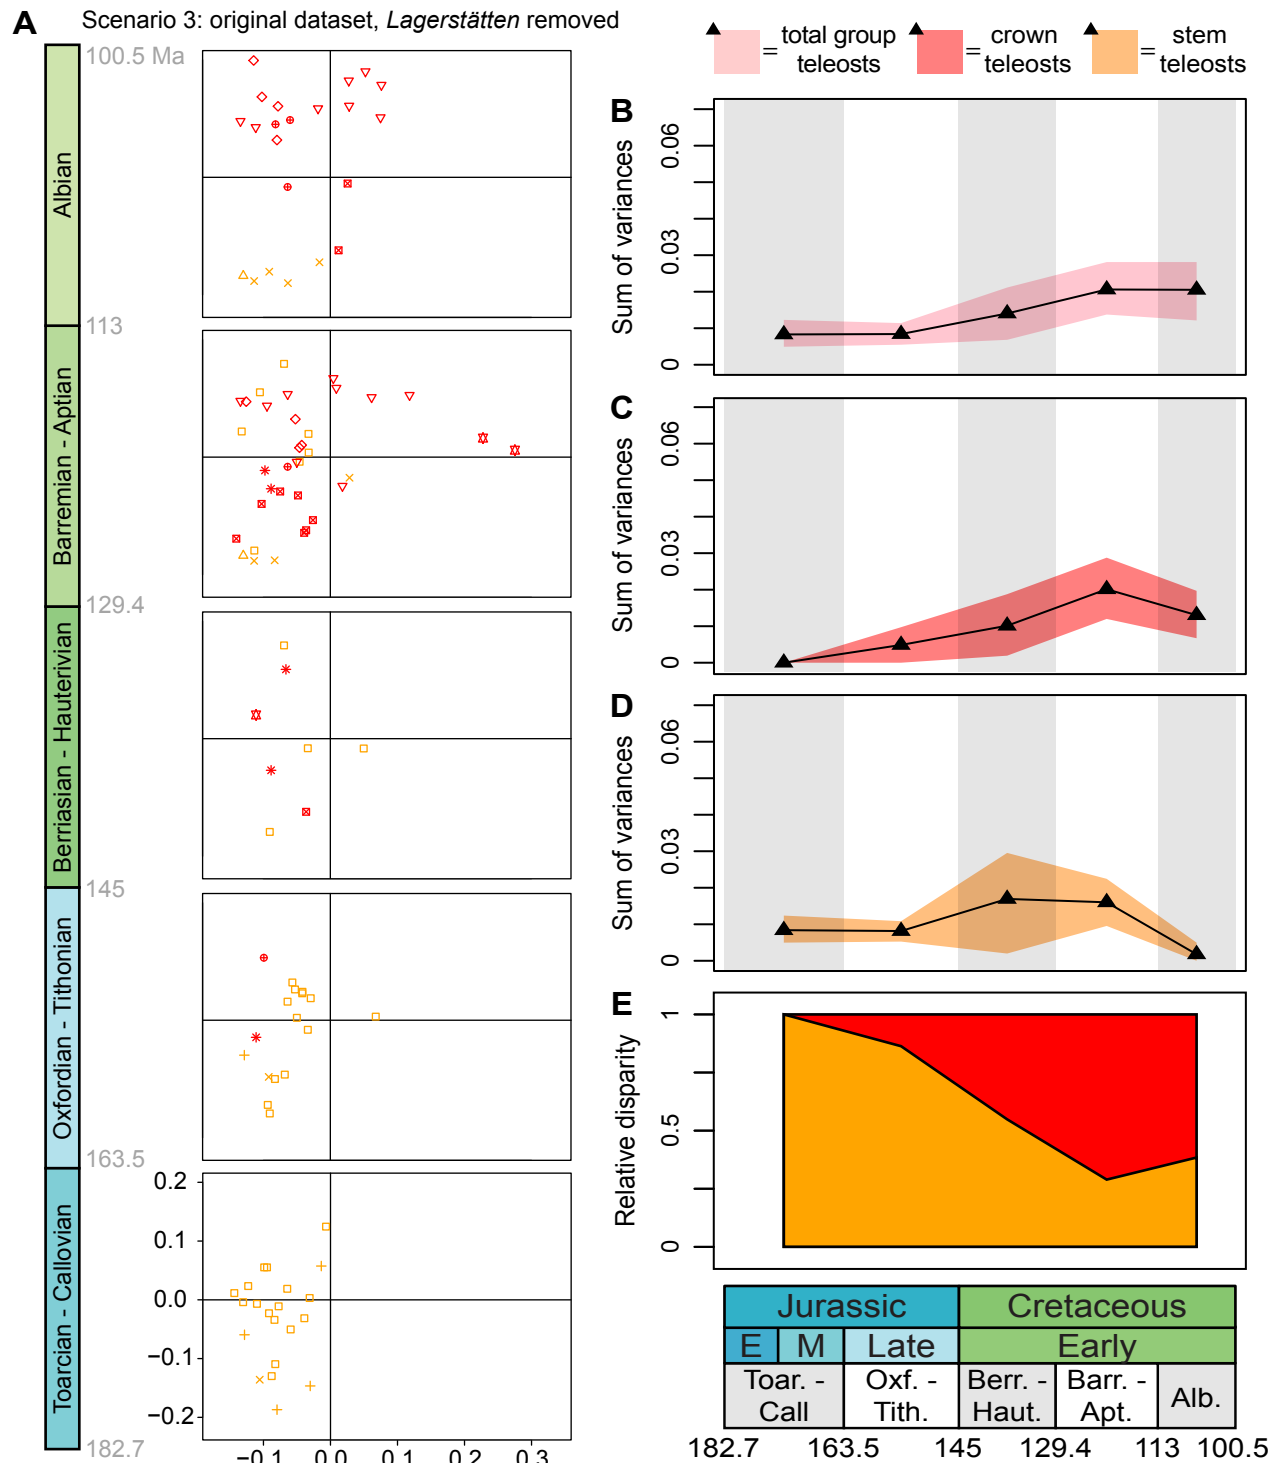 A
Scenario 3: original dataset, Lagerstätten removed
100.5 Ma
Albian
113
Barremian - Aptian
129.4
Berriasian - Hauterivian
145
Oxfordian - Tithonian
163.5
Toarcian - Callovian
182.7
0.2
0.1
0.0
−0.1
−0.2
−0.1 0.0 0.1 0.2 0.3
= total group teleosts
= crown teleosts
= stem teleosts
B
Sum of variances
0.06
0.03
0
C
Sum of variances
0.06
0.03
0
D
Sum of variances
0.06
0.03
0
E
Relative disparity
1
0.5
0
Jurassic Cretaceous
E M Late Early
Toar. - Call
Oxf. - Tith.
Berr. - Haut.
Barr. - Apt.
Alb.
182.7 163.5 145 129.4 113 100.5